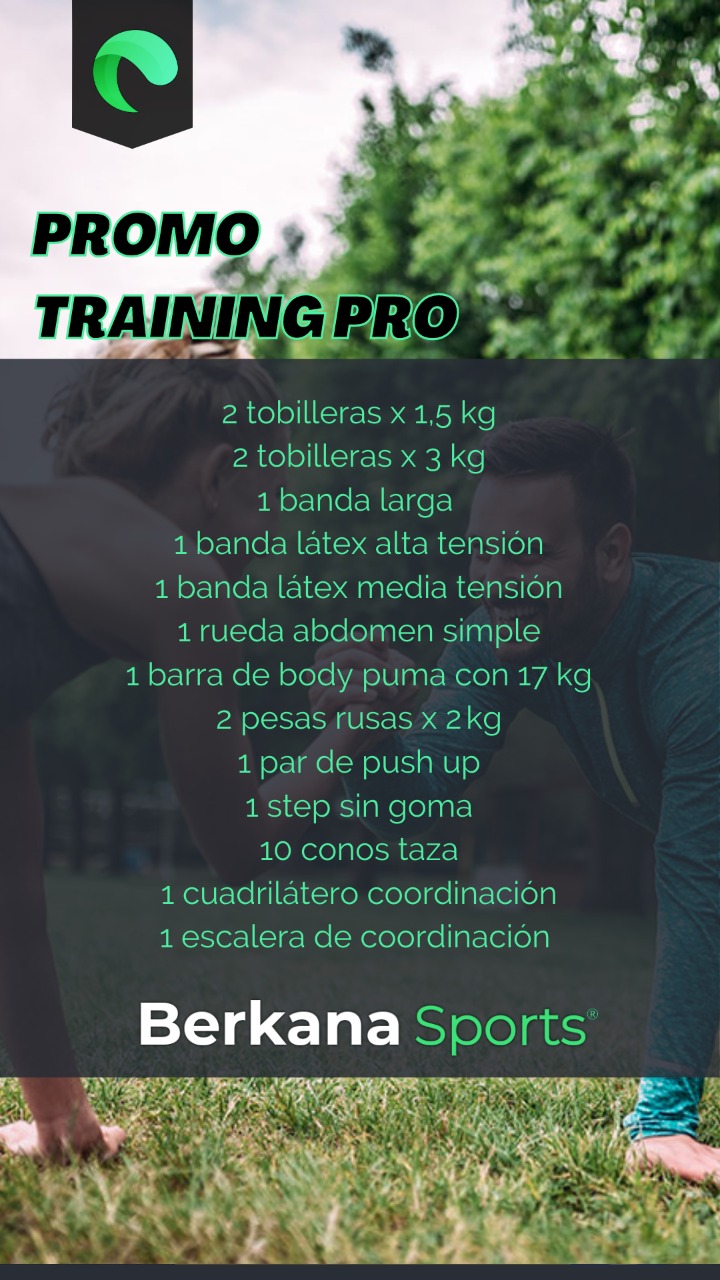 PROMO
TRAINING PRO
2 tobilleras x 1,5 kg
2 tobilleras x 3 kg
1 banda larga
1 banda látex alta tensión
1 banda látex media tensión
1 rueda abdomen simple
1 barra de body puma con 17 kg
2 pesas rusas x 2 kg
1 par de push up
1 step sin goma
10 conos taza
1 cuadrilátero coordinación
1 escalera de coordinación
Berkana Sports®